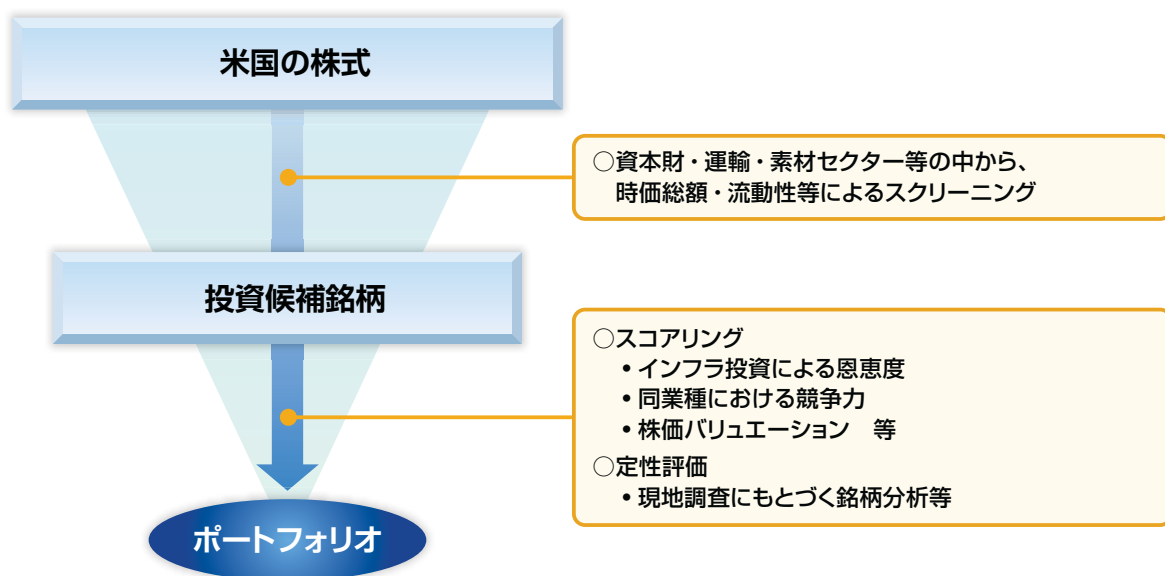 米国の株式
○資本財・運輸・素材セクター等の中から、
時価総額・流動性等によるスクリーニング
投資候補銘柄
○スコアリング
•インフラ投資による恩恵度
•同業種における競争力
•株価バリュエーション　等
○定性評価
•現地調査にもとづく銘柄分析等
ポートフォリオ